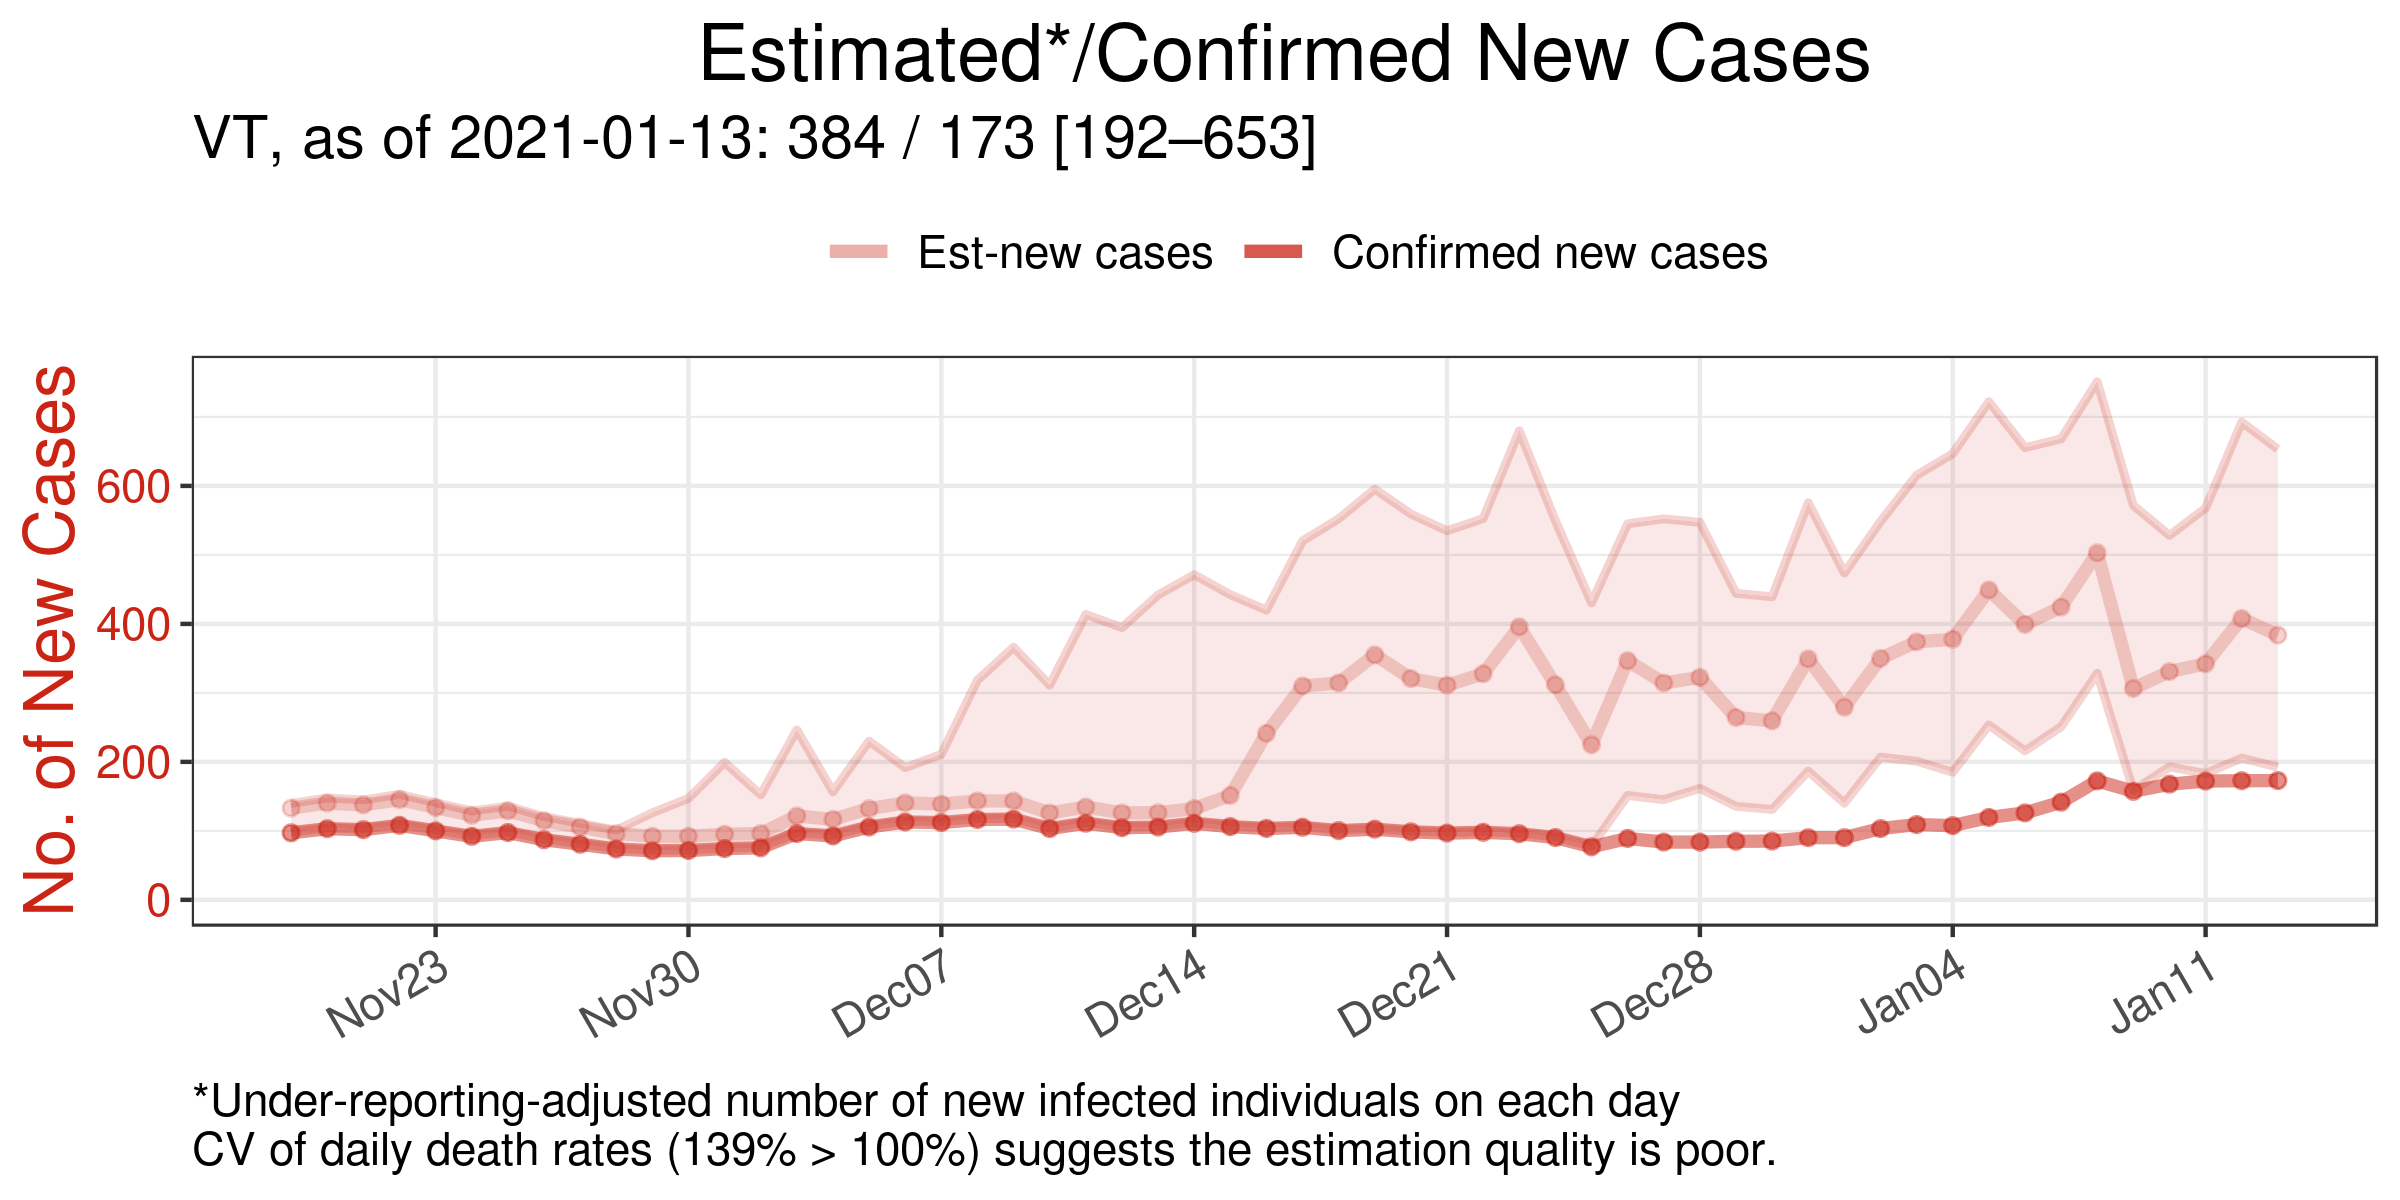 Estimated*/Confirmed New Cases
VT, as of 2021-01-13: 384 / 173 [192–653]
Est-new cases
Confirmed new cases
No. of New Cases
600
400
200
0
Nov23
Nov30
Dec07
Dec14
Dec21
Dec28
Jan04
Jan11
*Under-reporting-adjusted number of new infected individuals on each day
CV of daily death rates (139% > 100%) suggests the estimation quality is poor.